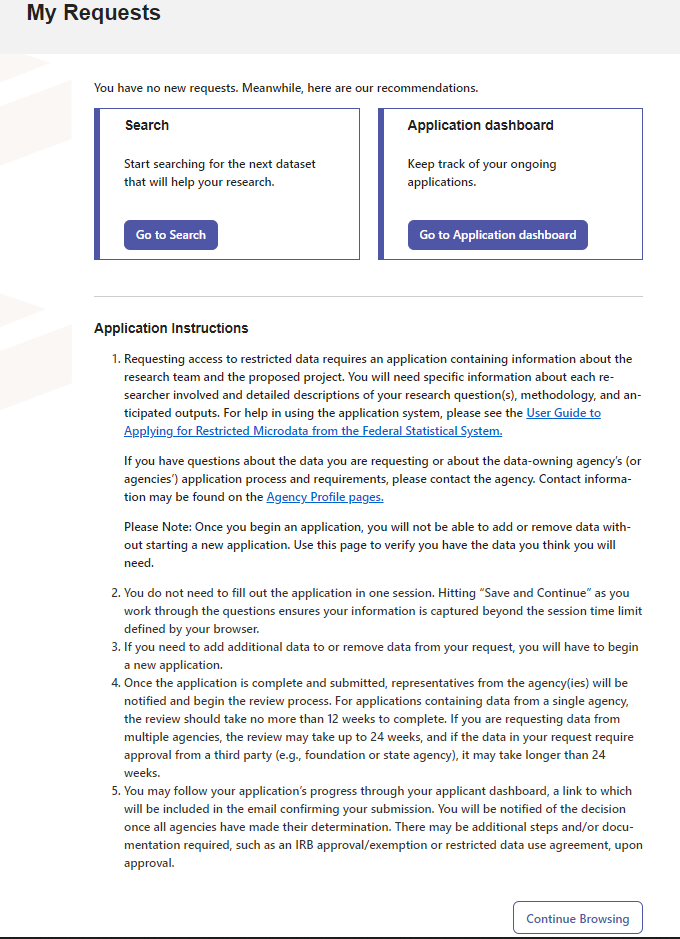 My Requests
You have no new requests. Meanwhile, here are our recommendations.
Search
Start searching for the next dataset
that will help your research.
Go to Search
Application dashboard
Keep track of your ongoing
applications.
Go to Application dashboard
Application Instructions
1. Requesting access to restricted data requires an application containing information about the
research team and the proposed project. You will need specific information about each re-
searcher involved and detailed descriptions of your research question(s), methodology, and an-
ticipated outputs. For help in using the application system, please see the User Guide to
Applying for Restricted Microdata from the Federal Statistical System.
If you have questions about the data you are requesting or about the data-owning agency’s (or
agencies’) application process and requirements, please contact the agency. Contact informa-
tion may be found on the Agency Profile pages.
Please Note: Once you begin an application, you will not be able to add or remove data with-
out starting a new application. Use this page to verify you have the data you think you will
need.
2. You do not need to fill out the application in one session. Hitting “Save and Continue” as you
work through the questions ensures your information is captured beyond the session time limit
defined by your browser.
3. If you need to add additional data to or remove data from your request, you will have to begin
a new application.
4. Once the application is complete and submitted, representatives from the agency(ies) will be
notified and begin the review process. For applications containing data from a single agency,
the review should take no more than 12 weeks to complete. If you are requesting data from
multiple agencies, the review may take up to 24 weeks, and if the data in your request require
approval from a third party (e.g., foundation or state agency), it may take longer than 24
weeks.
5. You may follow your application’s progress through your applicant dashboard, a link to which
will be included in the email confirming your submission. You will be notified of the decision
once all agencies have made their determination. There may be additional steps and/or docu-
mentation required, such as an IRB approval/exemption or restricted data use agreement, upon
approval.
Continue Browsing